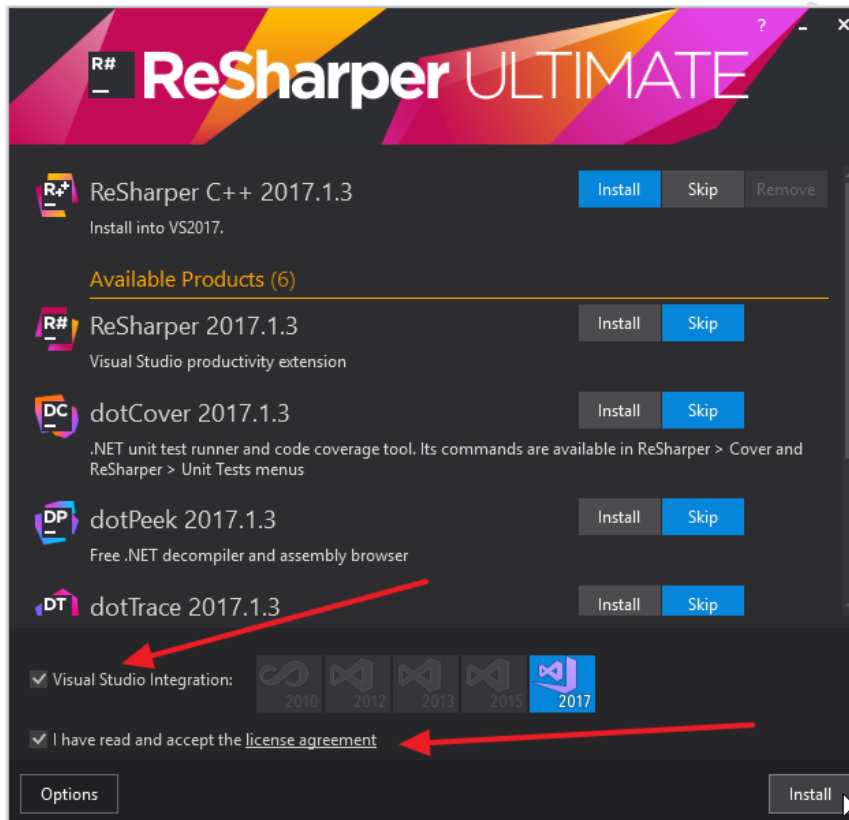 ? - ×
R#
ReSharper ULTIMATE
R++
ReSharper C++ 2017.1.3 Install Skip Remove
Install into VS2017.
Available Products (6)
R#
ReSharper 2017.1.3 Install Skip
Visual Studio productivity extension
DC
dotCover 2017.1.3 Install Skip
.NET unit test runner and code coverage tool. Its commands are available in ReSharper > Cover and
ReSharper > Unit Tests menus
DP
dotPeek 2017.1.3 Install Skip
Free .NET decompiler and assembly browser
DT
dotTrace 2017.1.3 Install Skip
Visual Studio Integration: 2010 2012 2013 2015 2017
I have read and accept the license agreement
Options Install